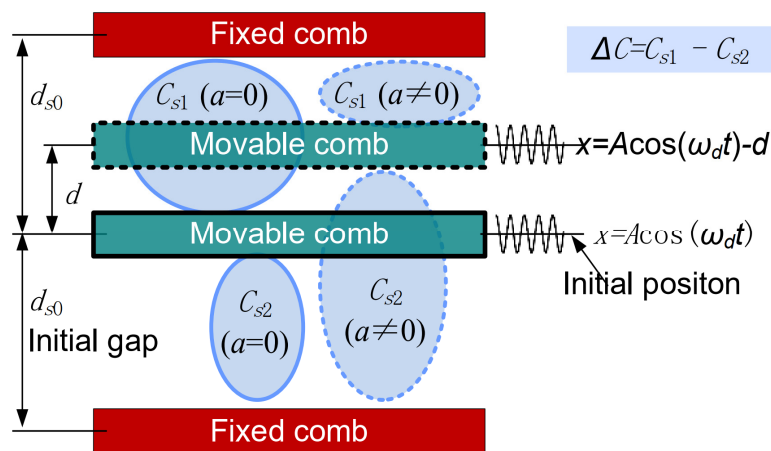 Fixed comb
ΔC=Cs1 − Cs2
ds0
Cs1 (a=0)
Cs1 (a≠0)
Movable comb
x=Acos(ωdt)-d
d
Movable comb
x=Acos (ωdt)
Initial positon
ds0
Initial gap
Cs2
(a=0)
Cs2
(a≠0)
Fixed comb